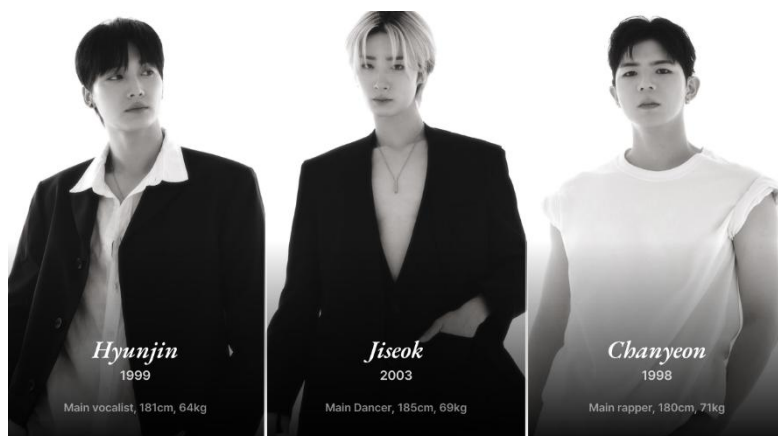 Hyunjin
1999
Main vocalist, 181cm, 64kg
Jiseok
2003
Main Dancer, 185cm, 69kg
Chanyeon
1998
Main rapper, 180cm, 71kg